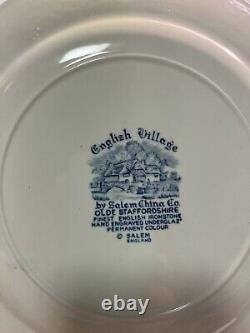 English Village
by Salem China Co.
OLDE STAFFORDSHIRE
FINEST ENGLISH IRONSTONE
HAND ENGRAVED UNDERGLAZE
PERMANENT COLOUR
© SALEM
ENGLAND